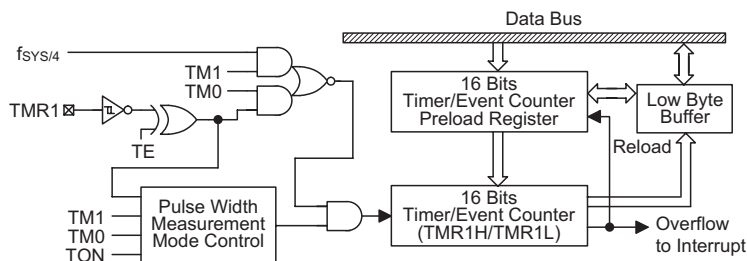 Data Bus
fSYS/4
TM1
TM0
TMR1
TE
16 Bits
Timer/Event Counter
Preload Register
Low Byte
Buffer
Reload
TM1
TM0
TON
Pulse Width
Measurement
Mode Control
16 Bits
Timer/Event Counter
(TMR1H/TMR1L)
Overflow
to Interrupt